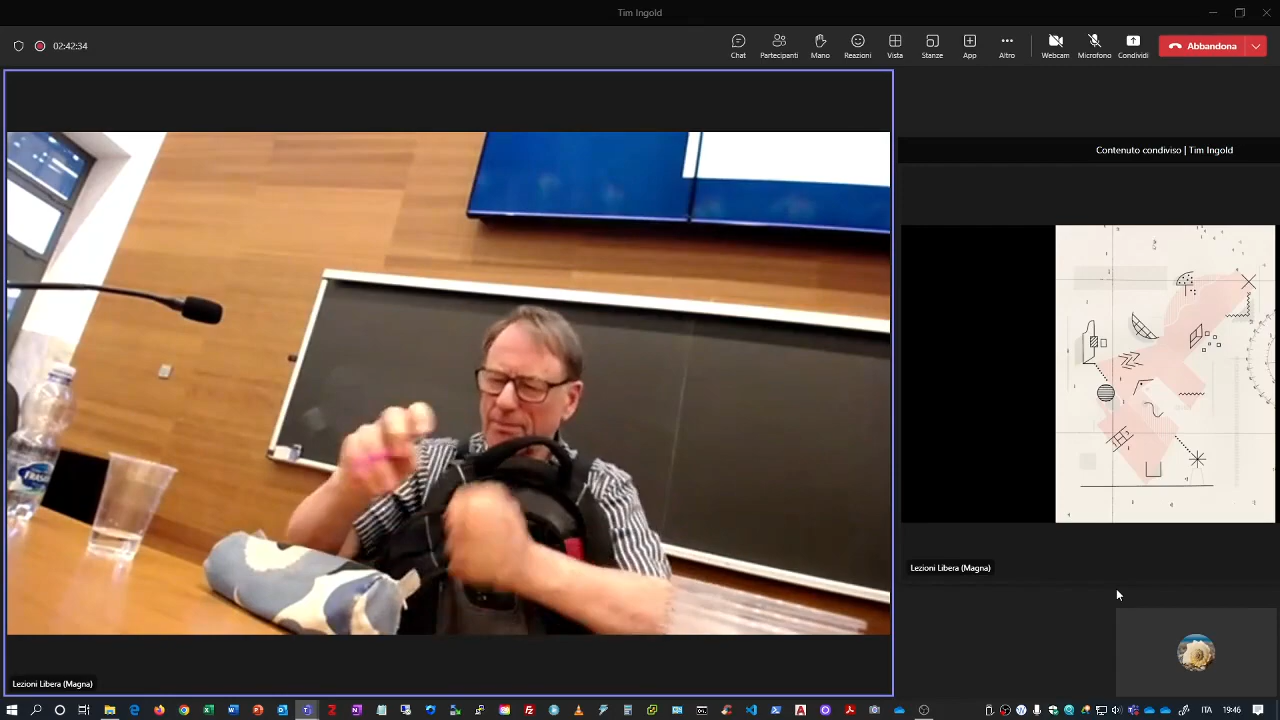 Tim Ingold
02:42:34
Chat
Partecipanti
Mano
Reazioni
Vista
Stanze
App
Altro
Webcam
Microfono
Condividi
Abbandona
Contenuto condiviso | Tim Ingold
Lezioni Libera (Magna)
Lezioni Libera (Magna)
ITA
19:46